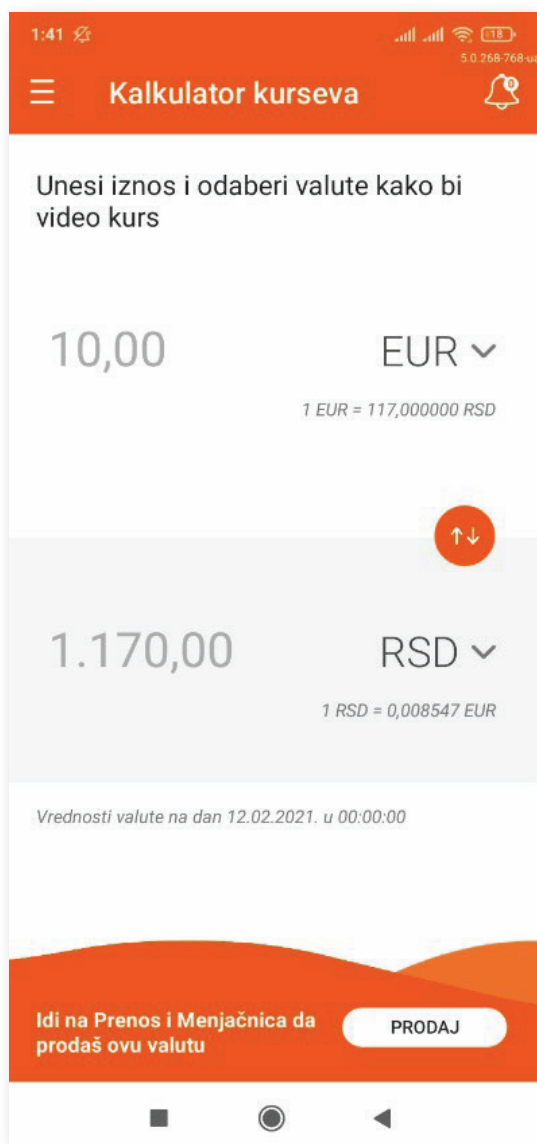 1:41
18
5.0.268-768-ua
Kalkulator kurseva
0
Unesi iznos i odaberi valute kako bi
video kurs
10,00 EUR
1 EUR = 117,000000 RSD
1.170,00 RSD
1 RSD = 0,008547 EUR
Vrednosti valute na dan 12.02.2021. u 00:00:00
Idi na Prenos i Menjačnica da
prodaš ovu valutu
PRODAJ